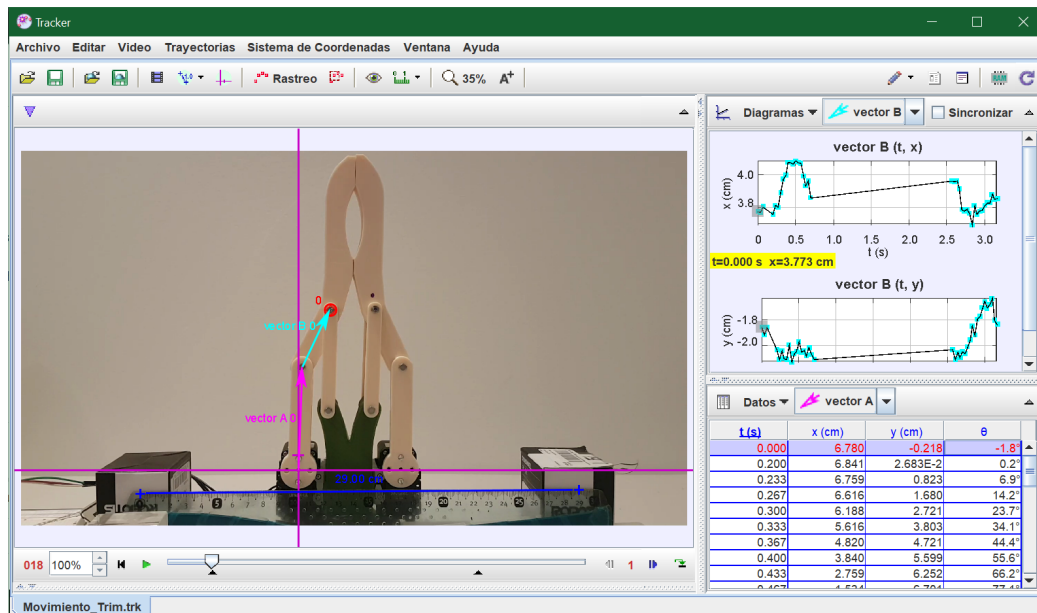 Tracker
Archivo Editar Video Trayectorias Sistema de Coordenadas Ventana Ayuda
Rastreo 35% A+
Diagramas vector B Sincronizar
vector B (t, x)
x (cm)
4.0
3.8
0 0.5 1.0 1.5 2.0 2.5 3.0
t (s)
t=0.000 s x=3.773 cm
vector B (t, y)
y (cm)
-1.8
-2.0
0
vector B 0
vector A 0
Datos vector A
t (s) x (cm) y (cm) θ
0.000 6.780 -0.218 -1.8°
0.200 6.841 2.683E-2 0.2°
0.233 6.759 0.823 6.9°
0.267 6.616 1.680 14.2°
0.300 6.188 2.721 23.7°
0.333 5.616 3.803 34.1°
0.367 4.820 4.721 44.4°
0.400 3.840 5.599 55.6°
0.433 2.759 6.252 66.2°
018 100% 1
Movimiento_Trim.trk